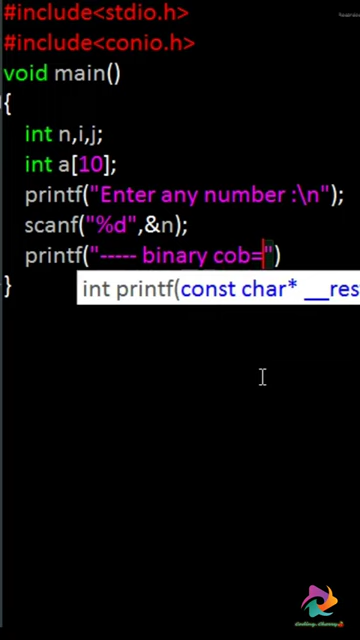 #include<stdio.h>
#include<conio.h>
void main()
{
int n,i,j;
int a[10];
printf("Enter any number :\n");
scanf("%d",&n);
printf("----- binary cob=")
}
int printf(const char* __res